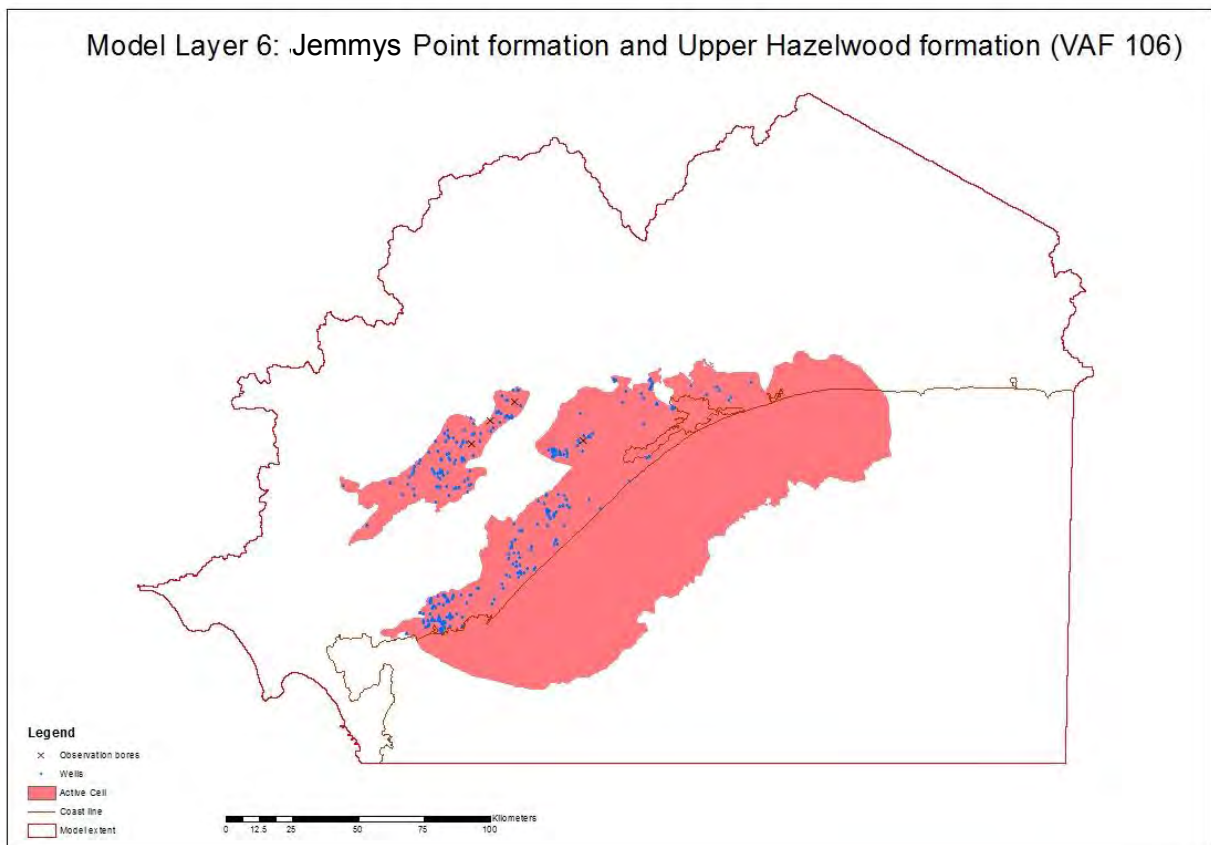 Model Layer 6: Jemmys Point formation and Upper Hazelwood formation (VAF 106)
Legend
Observation bores
Wells
Active Cell
Coast line
Model extent
Kilometers
0 12.5 25 50 75 100